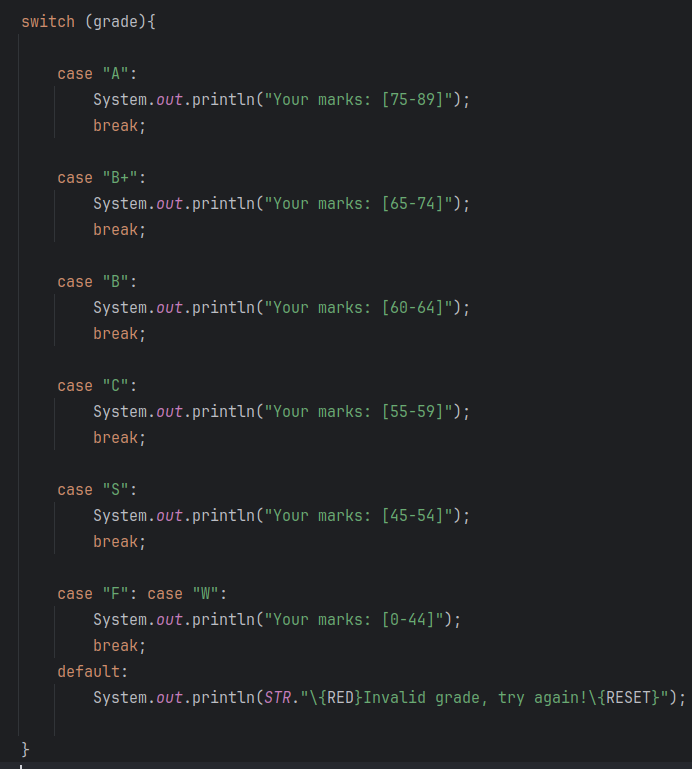 switch (grade){
case "A":
System.out.println("Your marks: [75-89]");
break;
case "B+":
System.out.println("Your marks: [65-74]");
break;
case "B":
System.out.println("Your marks: [60-64]");
break;
case "C":
System.out.println("Your marks: [55-59]");
break;
case "S":
System.out.println("Your marks: [45-54]");
break;
case "F": case "W":
System.out.println("Your marks: [0-44]");
break;
default:
System.out.println(STR."\{RED}Invalid grade, try again!\{RESET}");
}